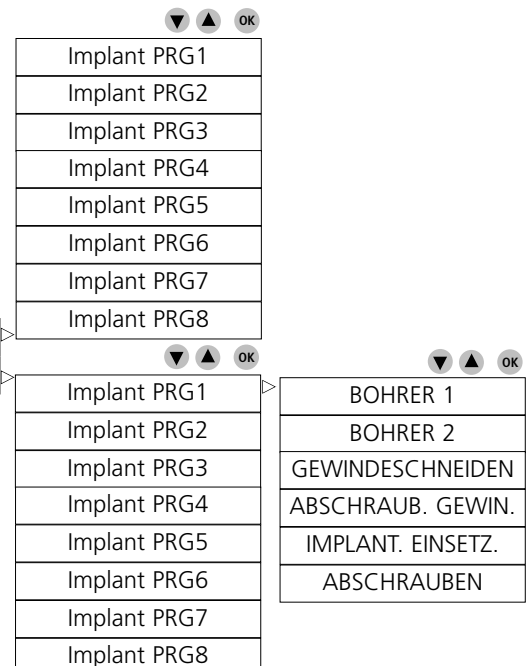 OK
Implant PRG1
Implant PRG2
Implant PRG3
Implant PRG4
Implant PRG5
Implant PRG6
Implant PRG7
Implant PRG8
OK
Implant PRG1
Implant PRG2
Implant PRG3
Implant PRG4
Implant PRG5
Implant PRG6
Implant PRG7
Implant PRG8
OK
BOHRER 1
BOHRER 2
GEWINDESCHNEIDEN
ABSCHRAUB. GEWIN.
IMPLANT. EINSETZ.
ABSCHRAUBEN